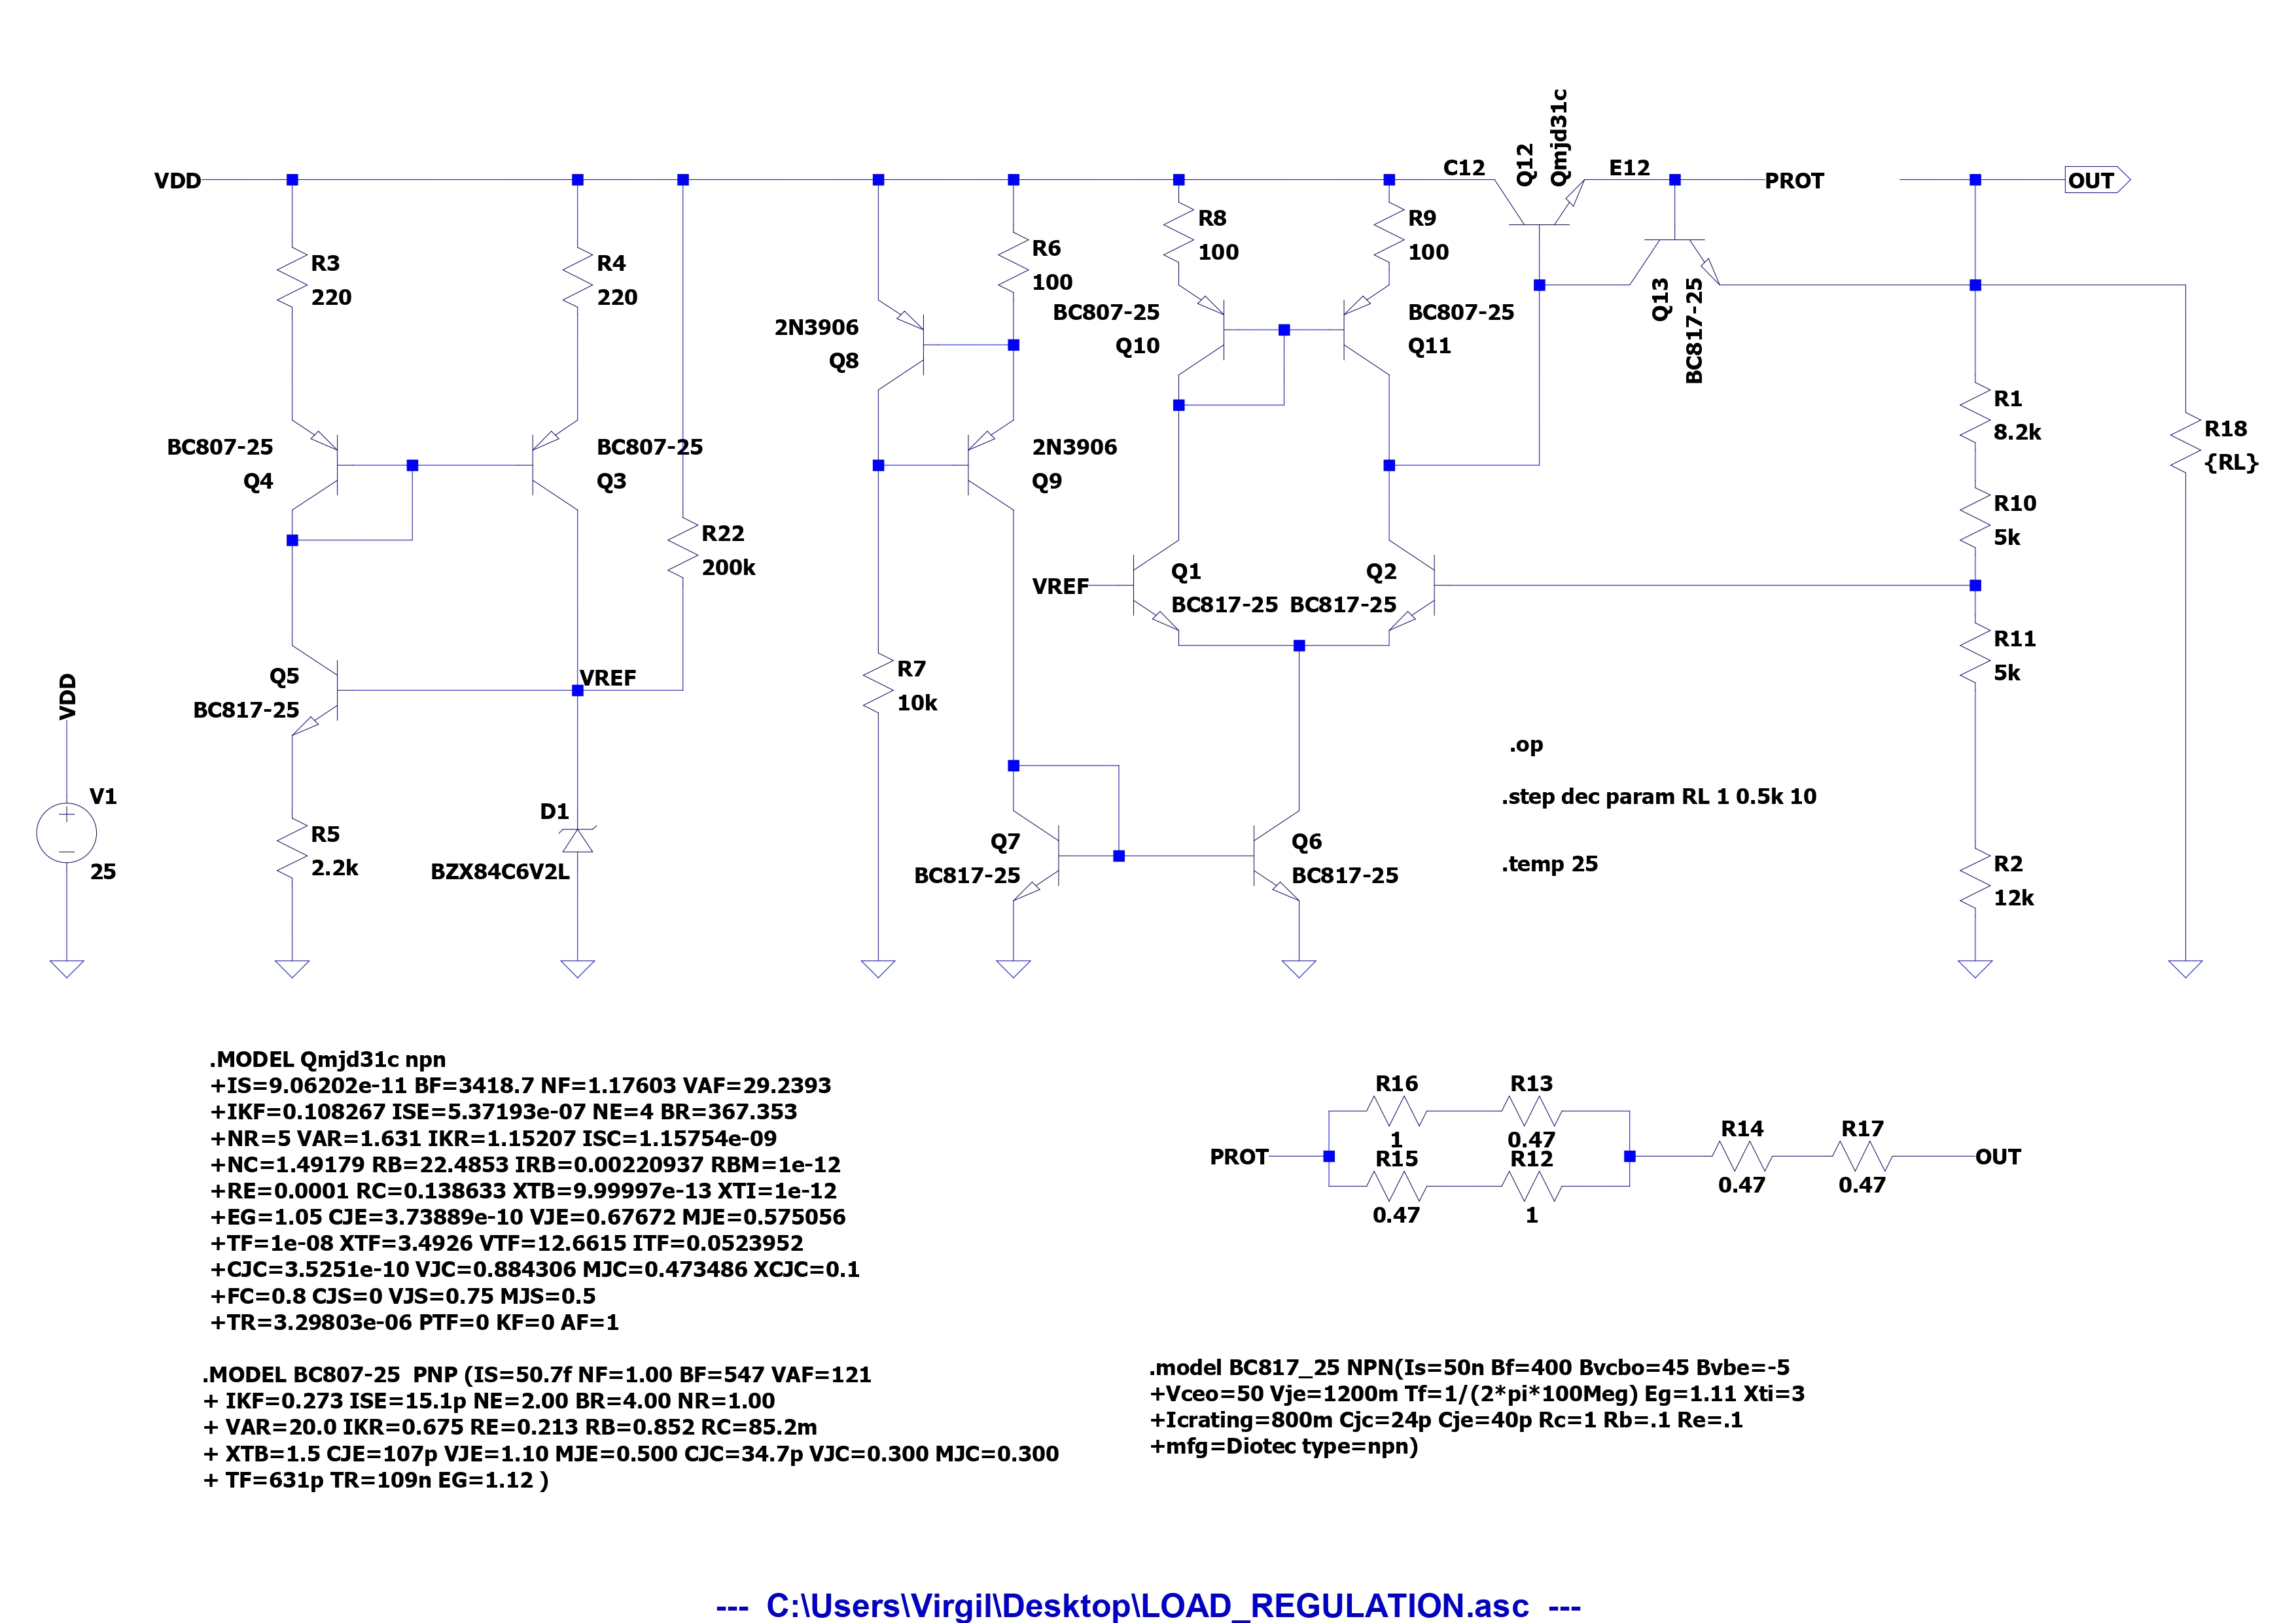 C12
Q12
Qmjd31c
E12
VDD
PROT
OUT
R3
220
R4
220
R6
100
R8
100
R9
100
2N3906
Q8
BC807-25
Q10
BC807-25
Q11
Q13
BC817-25
R1
8.2k
R18
{RL}
BC807-25
Q4
BC807-25
Q3
2N3906
Q9
R10
5k
R22
200k
VREF
Q1
BC817-25
Q2
BC817-25
R11
5k
Q5
BC817-25
VREF
R7
10k
VDD
V1
25
R5
2.2k
D1
BZX84C6V2L
Q7
BC817-25
Q6
BC817-25
.op
.step dec param RL 1 0.5k 10
.temp 25
R2
12k
.MODEL Qmjd31c npn
+IS=9.06202e-11 BF=3418.7 NF=1.17603 VAF=29.2393
+IKF=0.108267 ISE=5.37193e-07 NE=4 BR=367.353
+NR=5 VAR=1.631 IKR=1.15207 ISC=1.15754e-09
+NC=1.49179 RB=22.4853 IRB=0.00220937 RBM=1e-12
+RE=0.0001 RC=0.138633 XTB=9.99997e-13 XTI=1e-12
+EG=1.05 CJE=3.73889e-10 VJE=0.67672 MJE=0.575056
+TF=1e-08 XTF=3.4926 VTF=12.6615 ITF=0.0523952
+CJC=3.5251e-10 VJC=0.884306 MJC=0.473486 XCJC=0.1
+FC=0.8 CJS=0 VJS=0.75 MJS=0.5
+TR=3.29803e-06 PTF=0 KF=0 AF=1
R16
1
R13
0.47
PROT
R15
0.47
R12
1
R14
0.47
R17
0.47
OUT
.MODEL BC807-25 PNP (IS=50.7f NF=1.00 BF=547 VAF=121
+ IKF=0.273 ISE=15.1p NE=2.00 BR=4.00 NR=1.00
+ VAR=20.0 IKR=0.675 RE=0.213 RB=0.852 RC=85.2m
+ XTB=1.5 CJE=107p VJE=1.10 MJE=0.500 CJC=34.7p VJC=0.300 MJC=0.300
+ TF=631p TR=109n EG=1.12 )
.model BC817_25 NPN(Is=50n Bf=400 Bvcbo=45 Bvbe=-5
+Vceo=50 Vje=1200m Tf=1/(2*pi*100Meg) Eg=1.11 Xti=3
+Icrating=800m Cjc=24p Cje=40p Rc=1 Rb=.1 Re=.1
+mfg=Diotec type=npn)
--- C:\Users\Virgil\Desktop\LOAD_REGULATION.asc ---